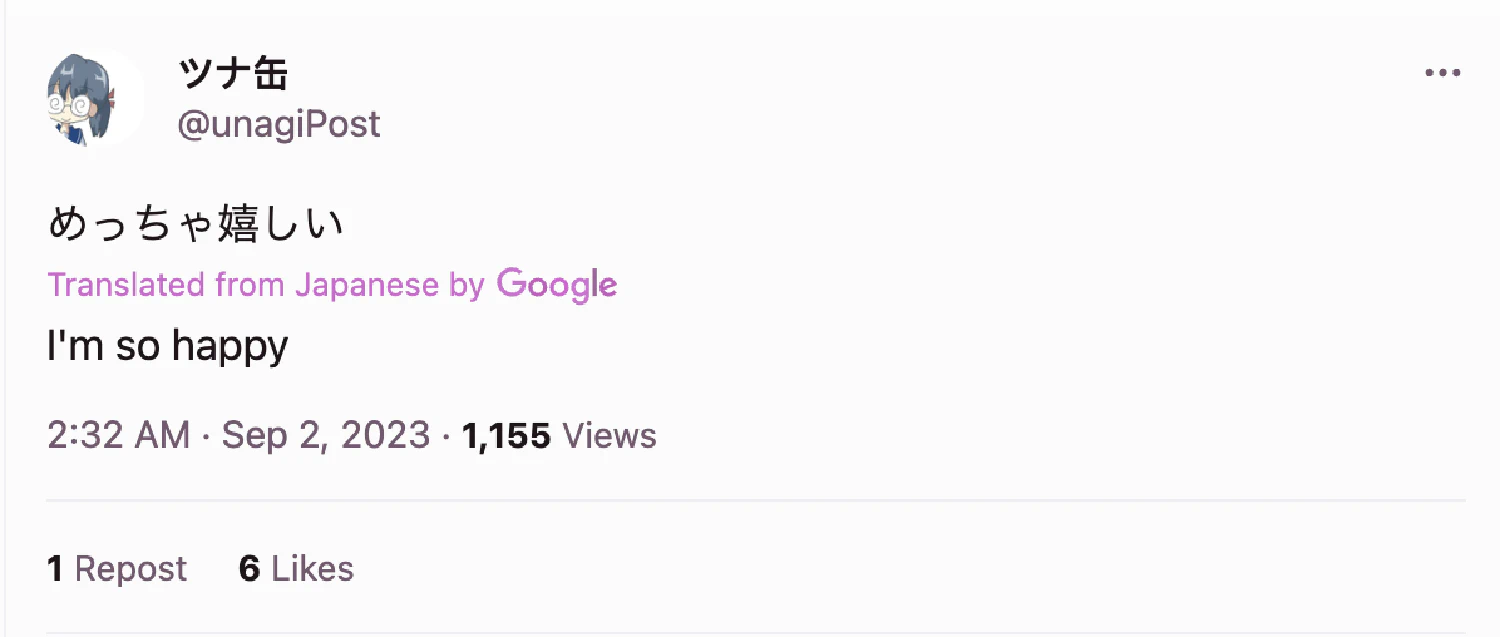 ツナ缶
@unagiPost
めっちゃ嬉しい
Translated from Japanese by Google
I'm so happy
2:32 AM · Sep 2, 2023 · 1,155 Views
1 Repost 6 Likes